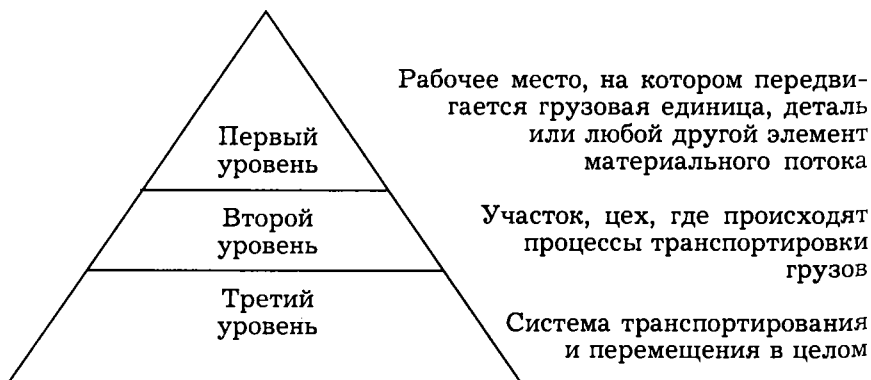 Рабочее место, на котором передви-
гается грузовая единица, деталь
или любой другой элемент
материального потока
Первый
уровень
Участок, цех, где происходят
процессы транспортировки
грузов
Второй
уровень
Система транспортирования
и перемещения в целом
Третий
уровень